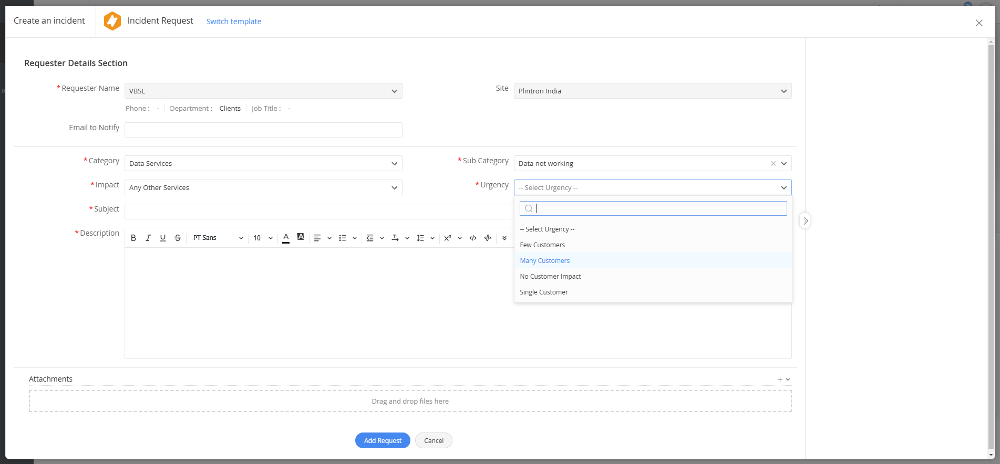 Create an incident
Incident Request
Switch template
Requester Details Section
* Requester Name
VBSL
Site
Plintron India
Phone : -
Department : Clients
Job Title : -
Email to Notify
* Category
Data Services
* Sub Category
Data not working
* Impact
Any Other Services
* Urgency
-- Select Urgency --
-- Select Urgency --
Few Customers
Many Customers
No Customer Impact
Single Customer
* Subject
* Description
PT Sans
10
Attachments
Drag and drop files here
Add Request
Cancel